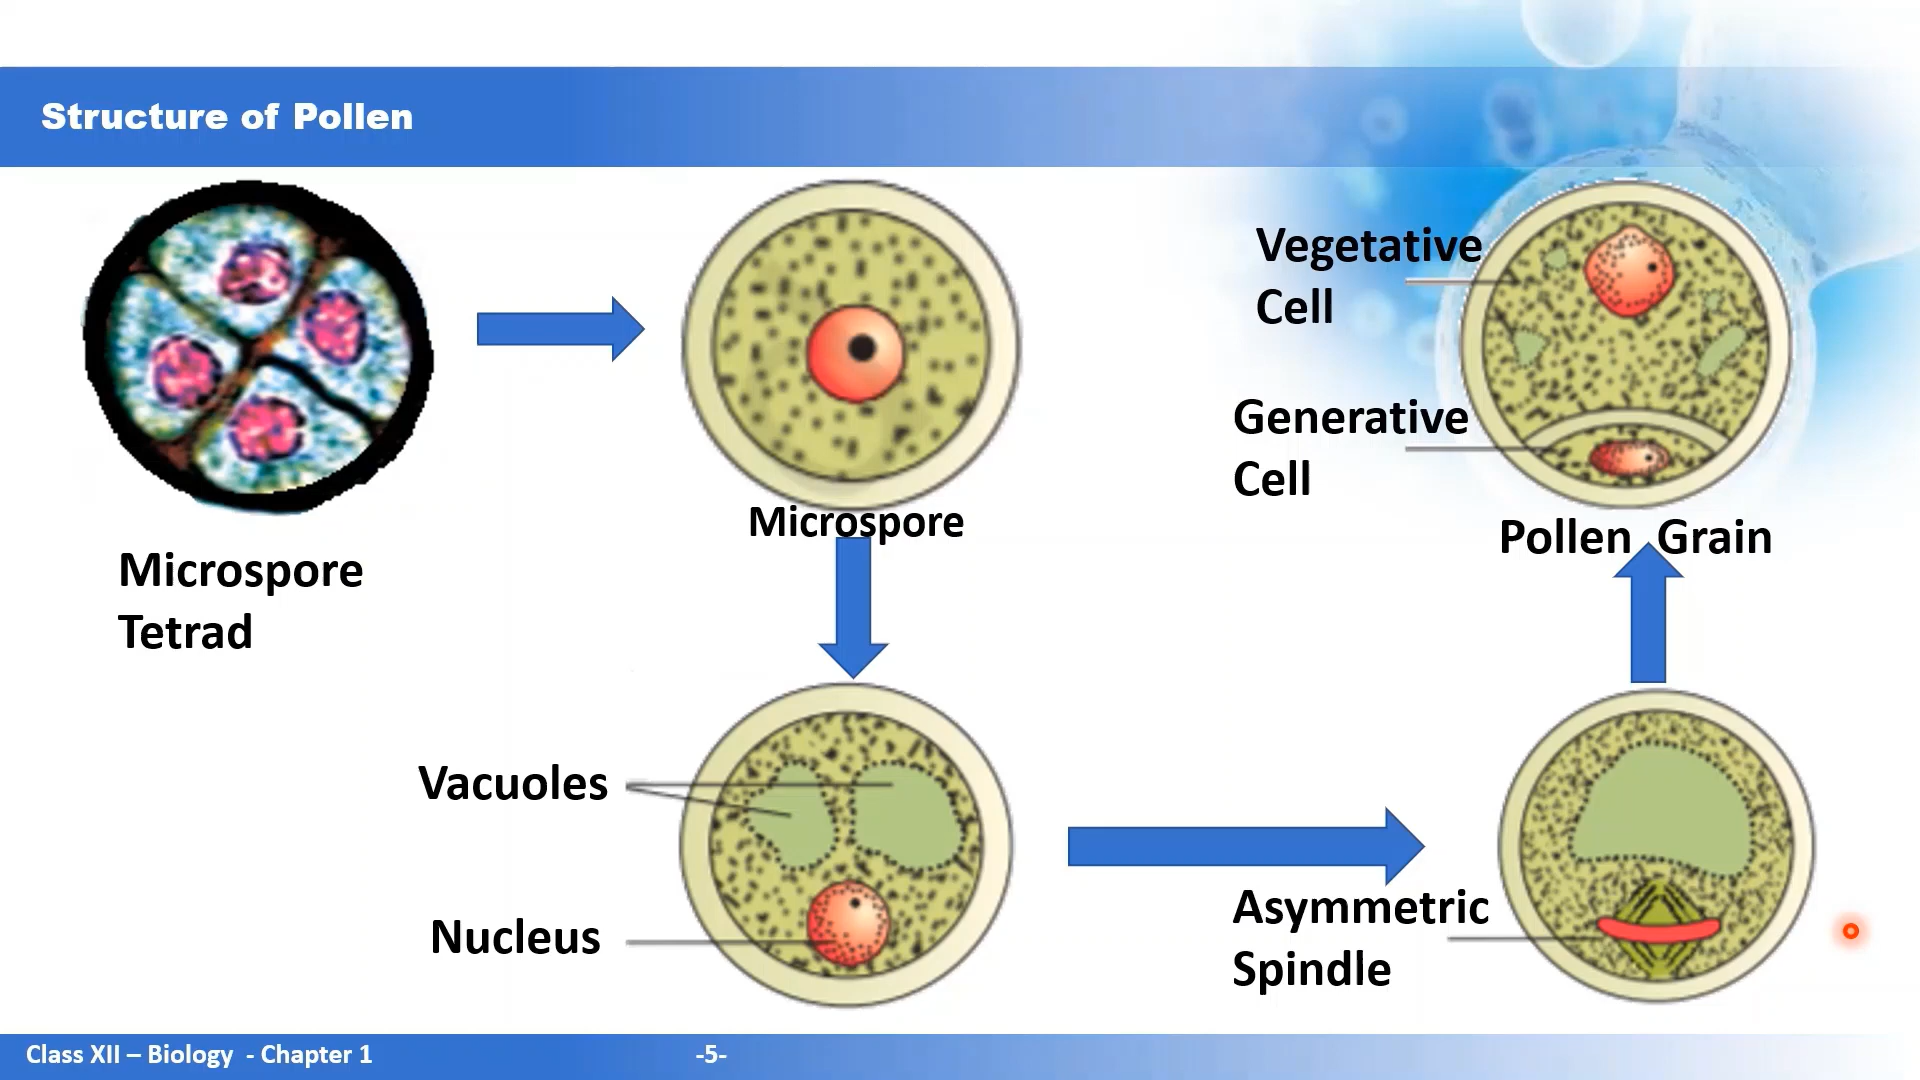 Structure of Pollen
Vegetative
Cell
Generative
Cell
Microspore
Pollen Grain
Microspore
Tetrad
Vacuoles
Nucleus
Asymmetric
Spindle
Class XII – Biology - Chapter 1
-5-